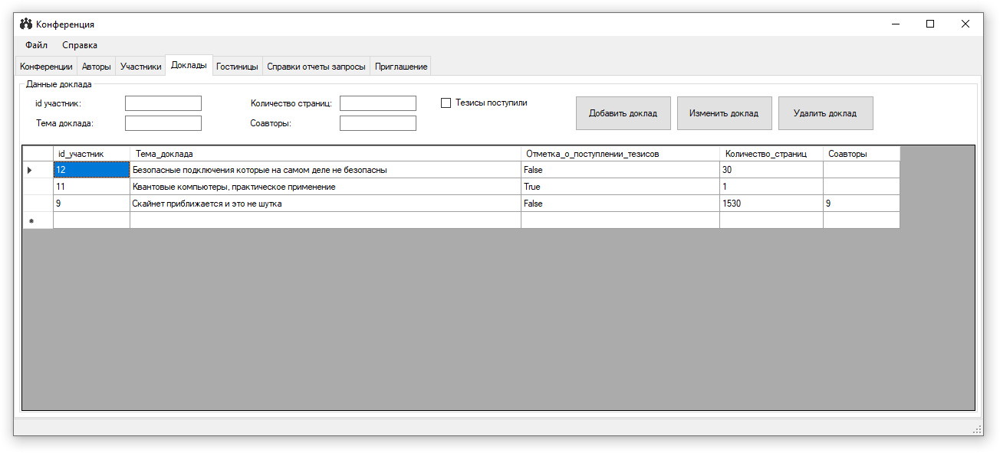 Конференция
Файл Справка
Конференции Авторы Участники Доклады Гостиницы Справки отчеты запросы Приглашение
Данные доклада
id участник: Количество страниц: Тезисы поступили
Тема доклада: Соавторы:
Добавить доклад Изменить доклад Удалить доклад
id_участник Тема_доклада Отметка_о_поступлении_тезисов Количество_страниц Соавторы
12 Безопасные подключения которые на самом деле не безопасны False 30
11 Квантовые компьютеры, практическое применение True 1
9 Скайнет приближается и это не шутка False 1530 9